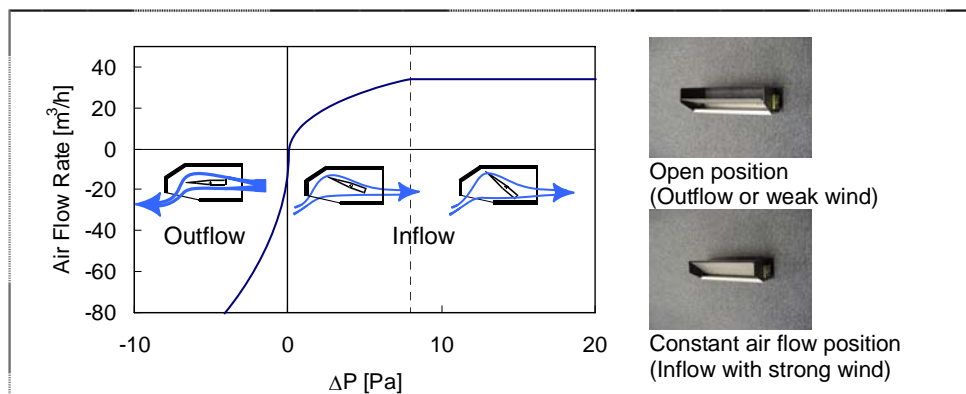 40
20
0
-20
-40
-60
-80
Air Flow Rate [m³/h]
Outflow
Inflow
-10
0
10
20
ΔP [Pa]
Open position
(Outflow or weak wind)
Constant air flow position
(Inflow with strong wind)